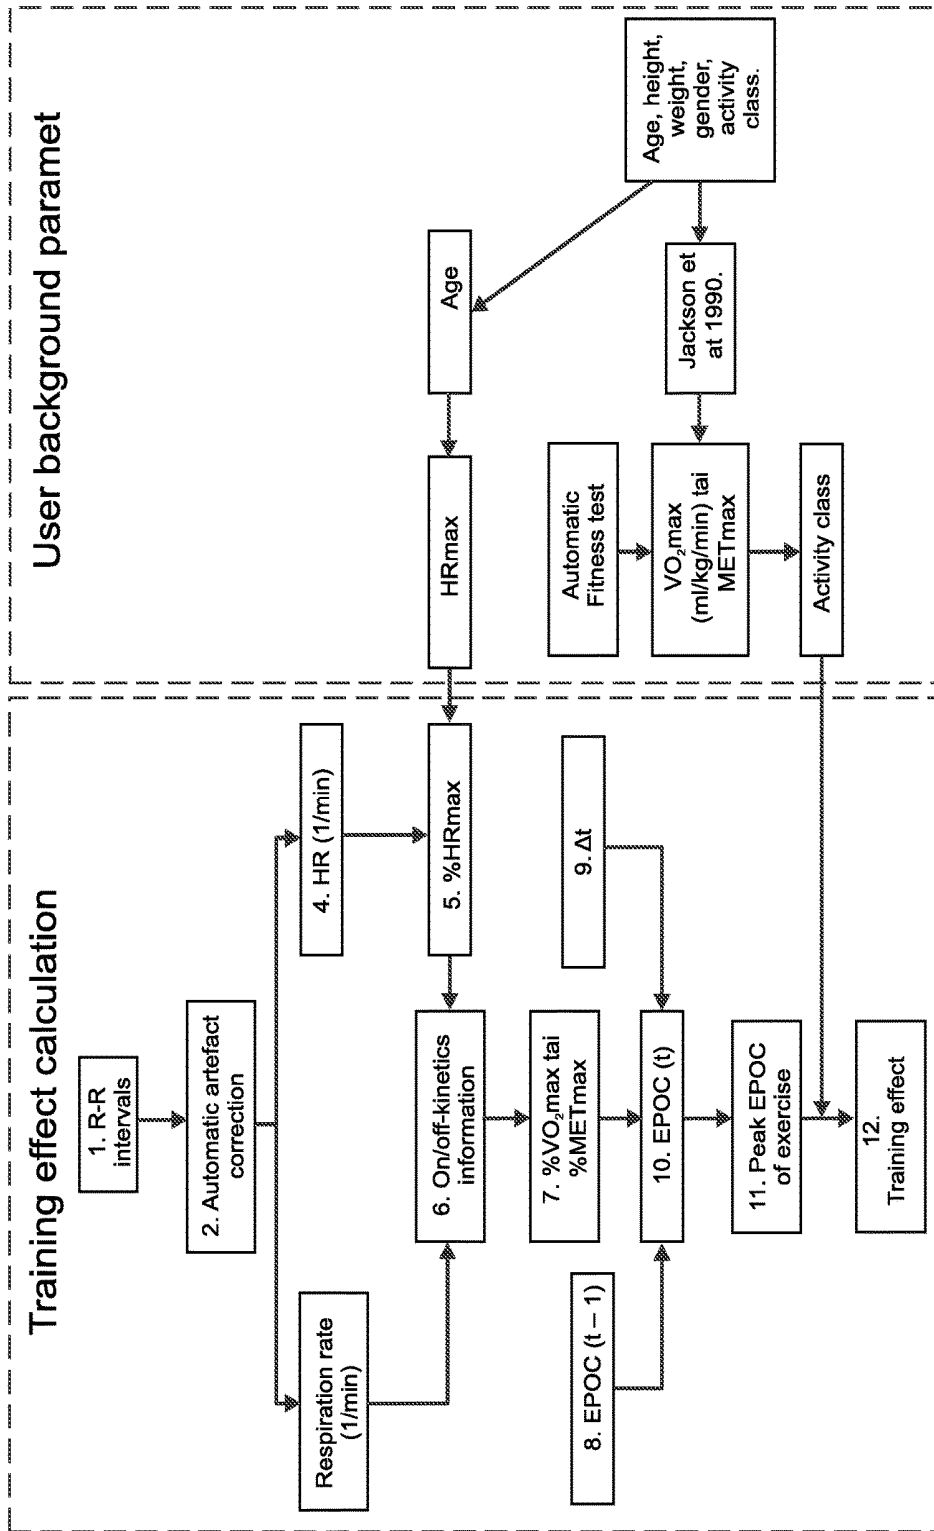 Training effect calculation
1. R-R
intervals
2. Automatic artefact
correction
Respiration rate
(1/min)
4. HR (1/min)
5. %HRmax
6. On/off-kinetics
information
7. %VO₂max tai
%METmax
8. EPOC (t – 1)
9. Δt
10. EPOC (t)
11. Peak EPOC
of exercise
12.
Training effect
User background paramet
HRmax
Age
Automatic
Fitness test
VO₂max
(ml/kg/min) tai
METmax
Jackson et
at 1990.
Age, height,
weight,
gender,
activity
class.
Activity class